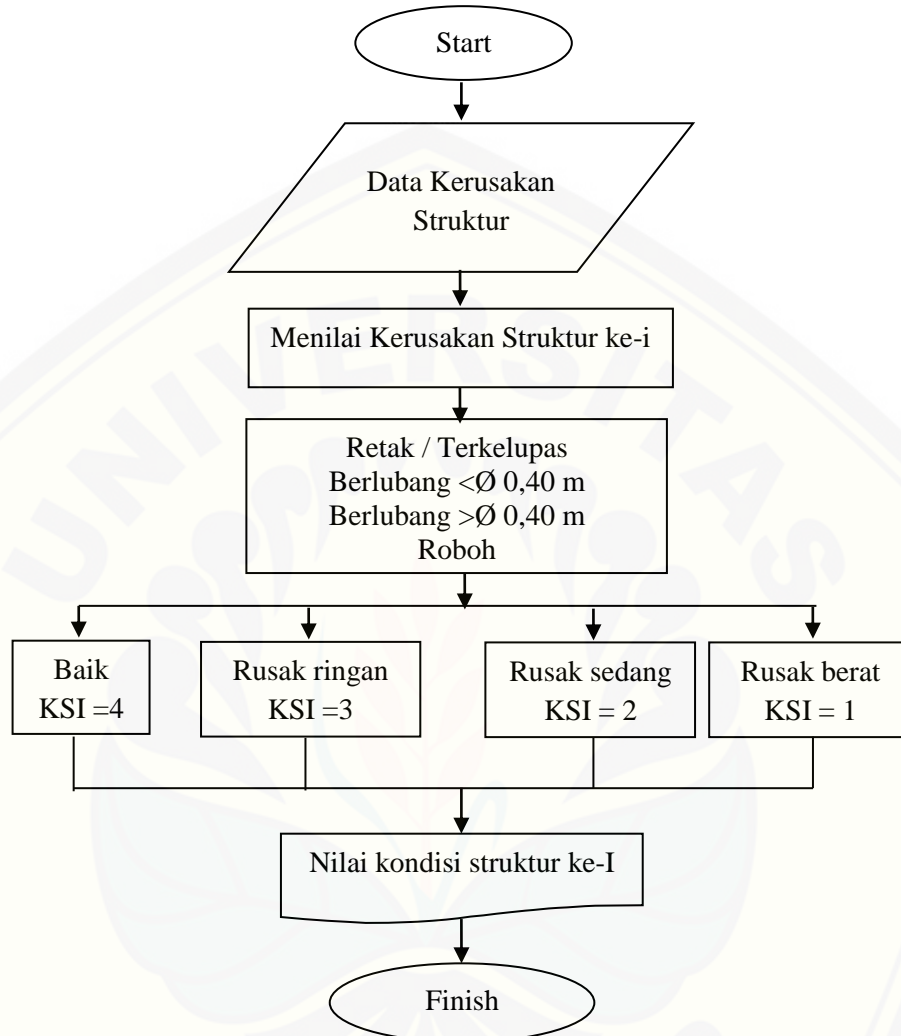 Start
Data Kerusakan
Struktur
Menilai Kerusakan Struktur ke-i
Retak / Terkelupas
Berlubang <Ø 0,40 m
Berlubang >Ø 0,40 m
Roboh
Baik
KSI =4
Rusak ringan
KSI =3
Rusak sedang
KSI = 2
Rusak berat
KSI = 1
Nilai kondisi struktur ke-I
Finish
UNIVERSITAS